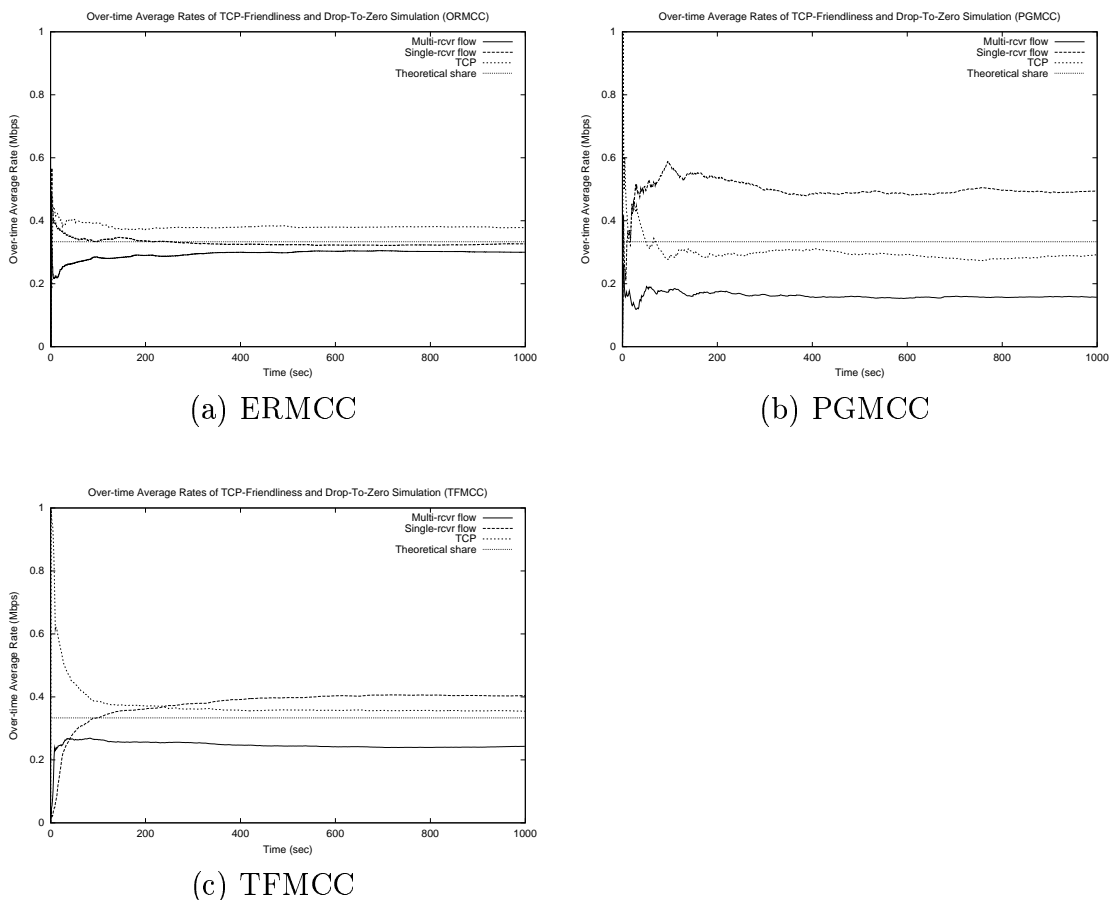 Over-time Average Rates of TCP-Friendliness and Drop-To-Zero Simulation (ORMCC)
Over-time Average Rate (Mbps)
1
0.8
0.6
0.4
0.2
0
Multi-rcvr flow
Single-rcvr flow
TCP
Theoretical share
0 200 400 600 800 1000
Time (sec)
(a) ERMCC
Over-time Average Rates of TCP-Friendliness and Drop-To-Zero Simulation (PGMCC)
Over-time Average Rate (Mbps)
1
0.8
0.6
0.4
0.2
0
Multi-rcvr flow
Single-rcvr flow
TCP
Theoretical share
0 200 400 600 800 1000
Time (sec)
(b) PGMCC
Over-time Average Rates of TCP-Friendliness and Drop-To-Zero Simulation (TFMCC)
Over-time Average Rate (Mbps)
1
0.8
0.6
0.4
0.2
0
Multi-rcvr flow
Single-rcvr flow
TCP
Theoretical share
0 200 400 600 800 1000
Time (sec)
(c) TFMCC